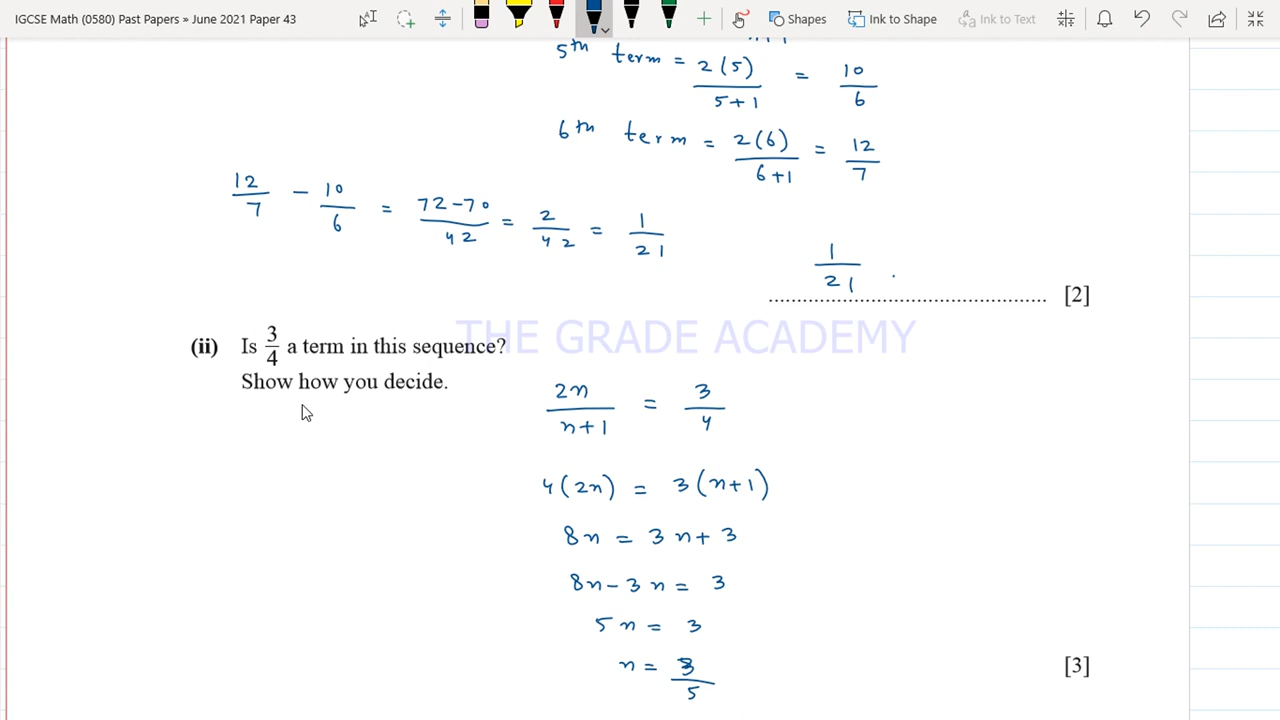 IGCSE Math (0580) Past Papers » June 2021 Paper 43
Shapes
Ink to Shape
Ink to Text
5th term = 2(5)/5+1 = 10/6
6th term = 2(6)/6+1 = 12/7
12/7 − 10/6 = 72−70/42 = 2/42 = 1/21
1/21
[2]
(ii) Is 3/4 a term in this sequence?
Show how you decide.
THE GRADE ACADEMY
2n/n+1 = 3/4
4(2n) = 3(n+1)
8n = 3n+3
8n−3n = 3
5n = 3
n = 3/5
[3]